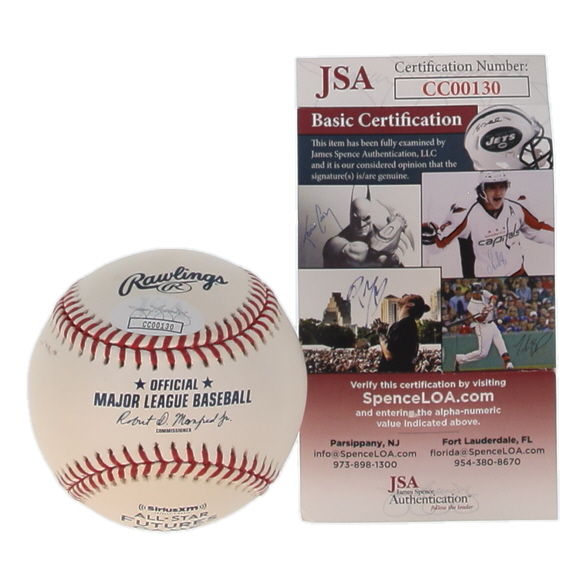 Rawlings
R
CC00130
★ OFFICIAL ★
MAJOR LEAGUE BASEBALL
Robert D. Manfred Jr.
COMMISSIONER
SiriusXM
ALL-STAR
FUTURES
JSA
Certification Number:
CC00130
Basic Certification
This item has been fully examined by
James Spence Authentication, LLC
and it is our considered opinion that the
signature(s) is/are genuine.
JETS
capitals
Verify this certification by visiting
SpenceLOA.com
and entering the alpha-numeric
value indicated above.
Parsippany, NJ
info@SpenceLOA.com
973-898-1300
Fort Lauderdale, FL
florida@SpenceLOA.com
954-380-8670
JSA
James Spence
Authentication
follow the leader